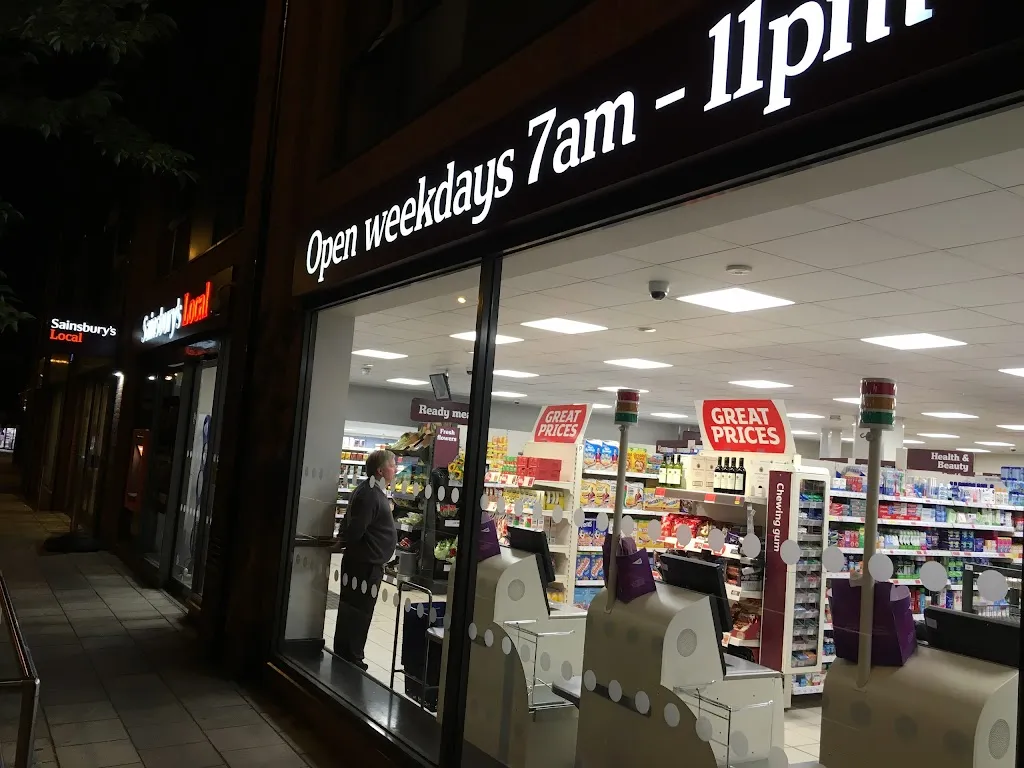 Open weekdays 7am - 11pm
Sainsbury's Local
Sainsbury's
Local
Ready
Fresh
flowers
GREAT
PRICES
GREAT
PRICES
Health &
Beauty
Chewing gum